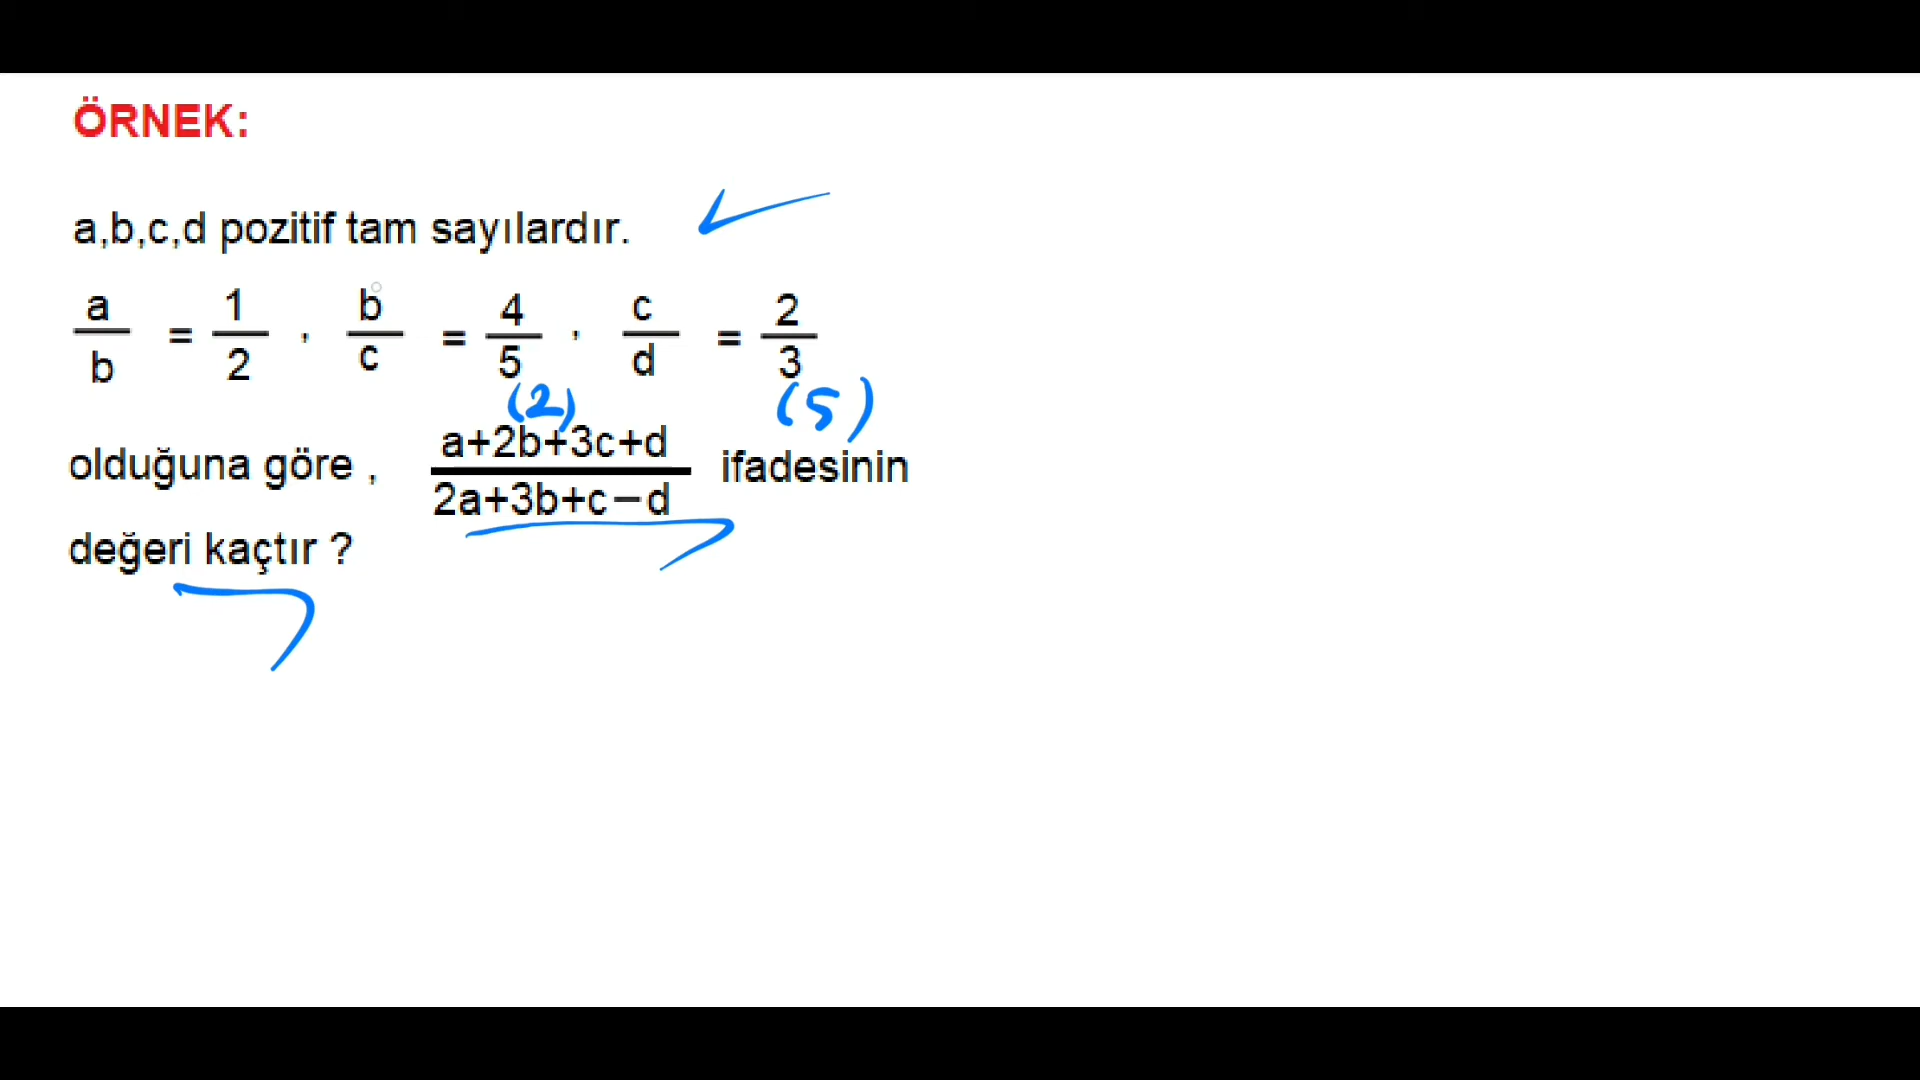 ÖRNEK:
a,b,c,d pozitif tam sayılardır.
a/b = 1/2 , b/c = 4/5 , c/d = 2/3
(2) (5)
olduğuna göre , a+2b+3c+d / 2a+3b+c−d ifadesinin
değeri kaçtır ?